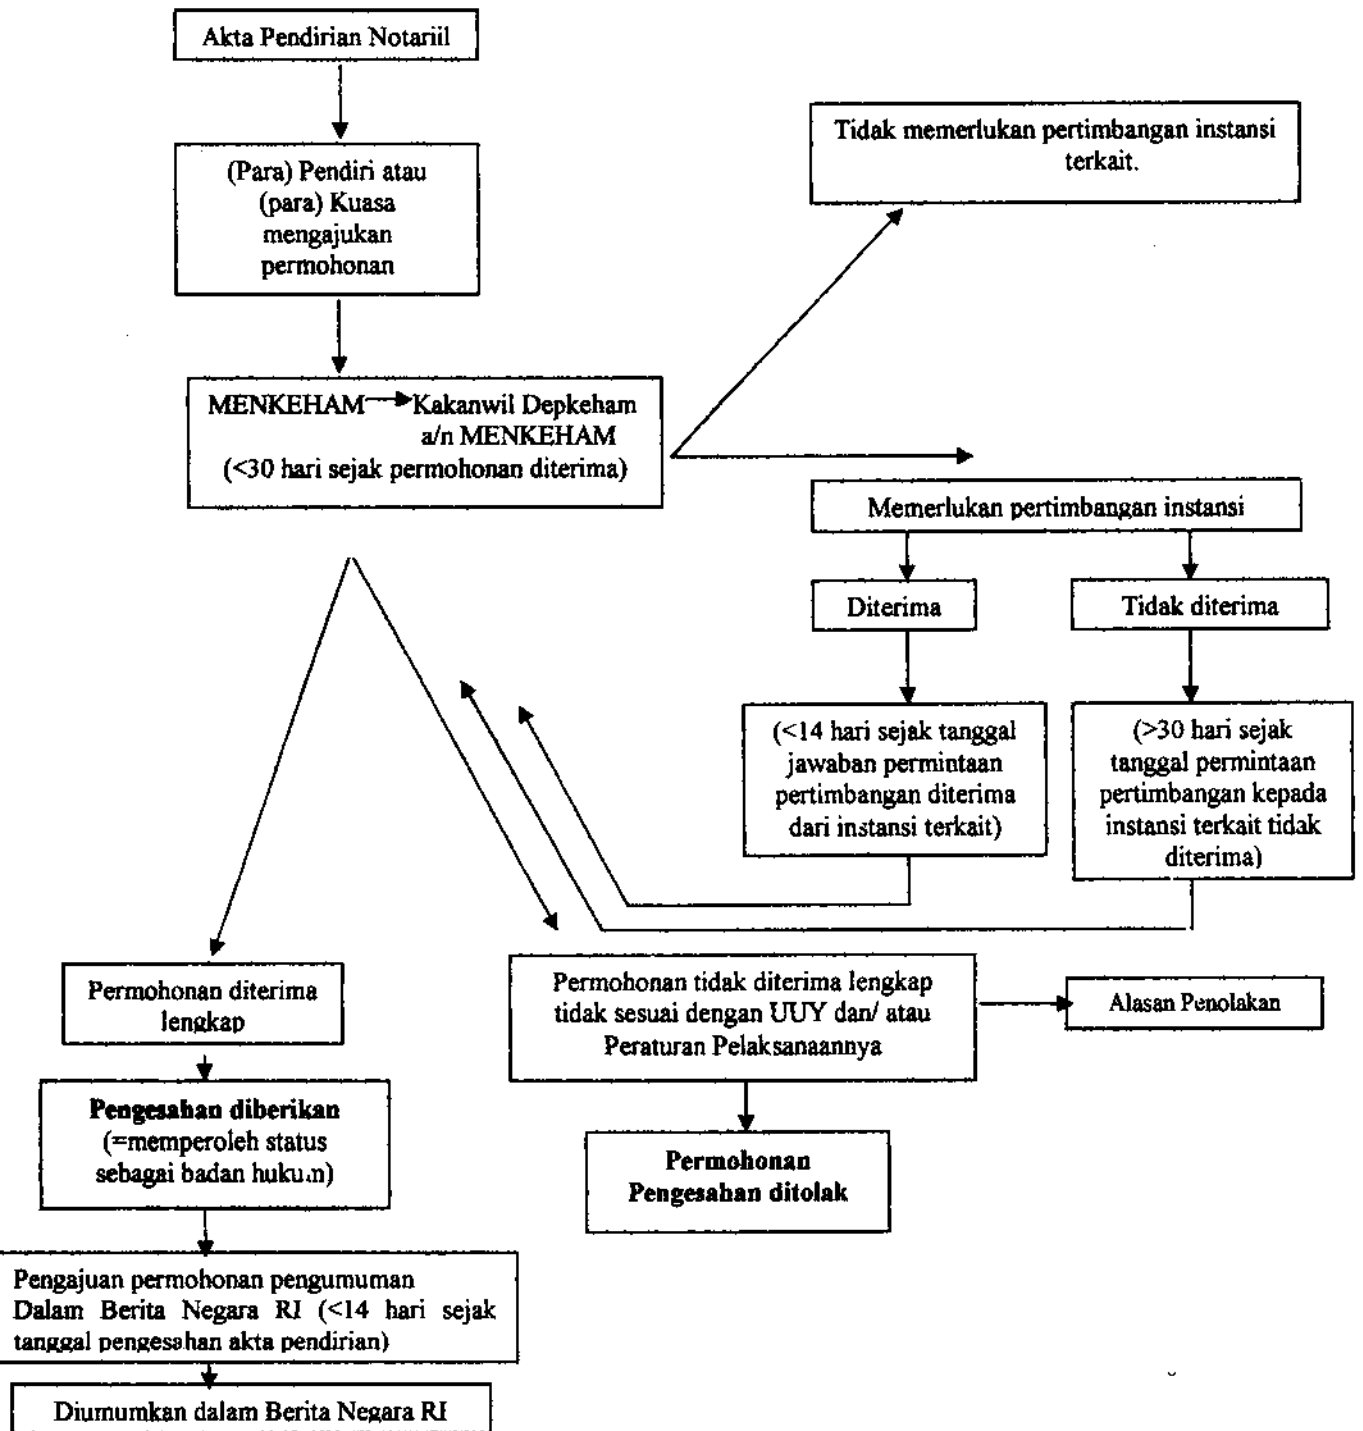 Akta Pendirian Notariil
(Para) Pendiri atau
(para) Kuasa
mengajukan
permohonan
Tidak memerlukan pertimbangan instansi
terkait.
MENKEHAM Kakanwil Depkeham
a/n MENKEHAM
(<30 hari sejak permohonan diterima)
Memerlukan pertimbangan instansi
Diterima
Tidak diterima
(<14 hari sejak tanggal
jawaban permintaan
pertimbangan diterima
dari instansi terkait)
(>30 hari sejak
tanggal permintaan
pertimbangan kepada
instansi terkait tidak
diterima)
Permohonan diterima
lengkap
Permohonan tidak diterima lengkap
tidak sesuai dengan UUY dan/ atau
Peraturan Pelaksanaannya
Alasan Penolakan
Pengesahan diberikan
(=memperoleh status
sebagai badan hukum)
Permohonan
Pengesahan ditolak
Pengajuan permohonan pengumuman
Dalam Berita Negara RI (<14 hari sejak
tanggal pengesahan akta pendirian)
Diumumkan dalam Berita Negara RI